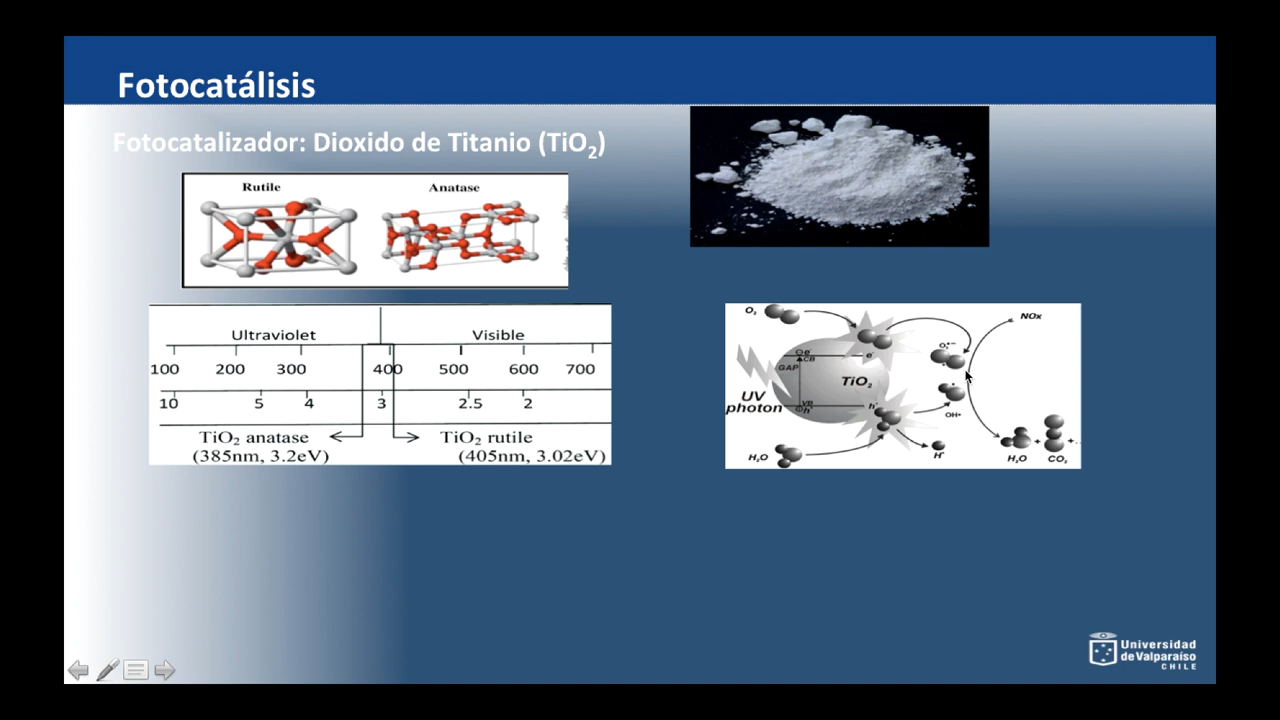 Fotocatálisis
Fotocatalizador: Dioxido de Titanio (TiO₂)
Rutile Anatase
Ultraviolet Visible
100 200 300 400 500 600 700
10 5 4 3 2.5 2
TiO₂ anatase TiO₂ rutile
(385nm, 3.2eV) (405nm, 3.02eV)
O₂ NOx
O₂•⁻
e⁻ CB e⁻
GAP
TiO₂
UV
photon
VB
h⁺ h⁺
OH•
H₂O H⁺ H₂O + CO₂ +...
Universidad
de Valparaíso
CHILE